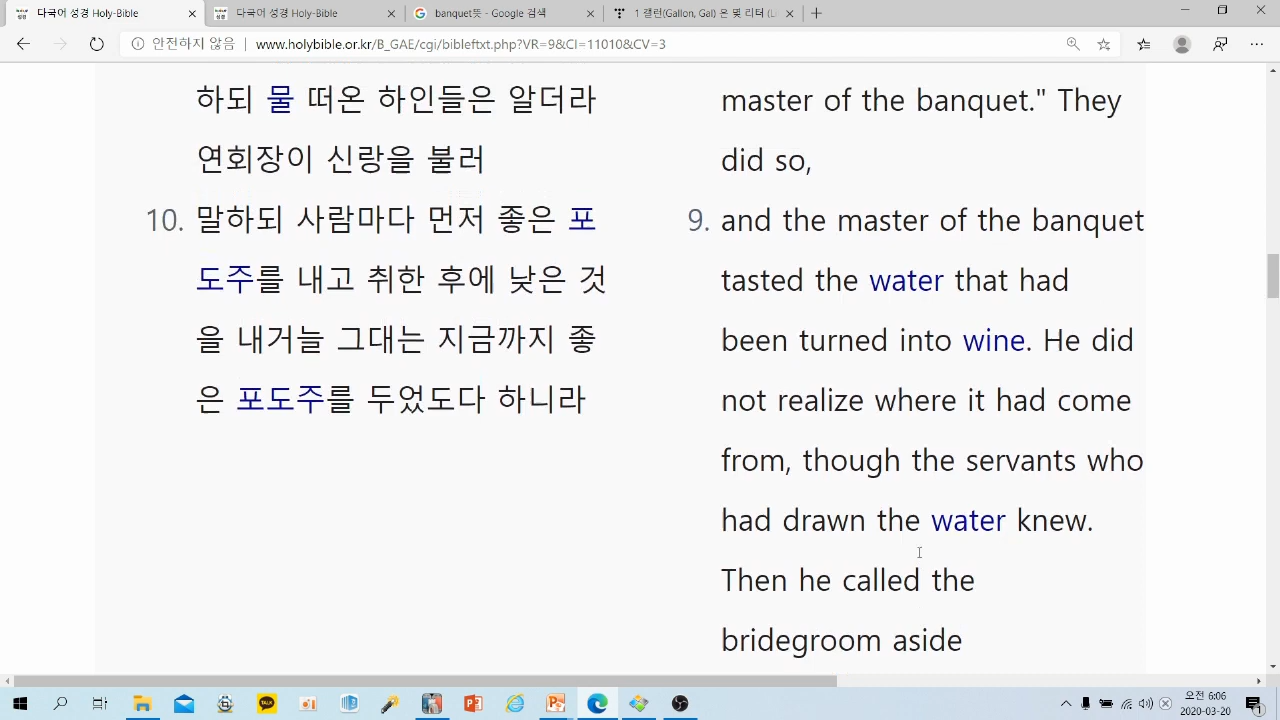 다국어 성경 Holy-Bible
다국어 성경 Holy-Bible
banquet뜻 - Google 검색
1 갤런(Gallon, Gal) 은 몇 리터 (Li
안전하지 않음
www.holybible.or.kr/B_GAE/cgi/bibleftxt.php?VR=9&CI=11010&CV=3
하되 물 떠온 하인들은 알더라
연회장이 신랑을 불러
10. 말하되 사람마다 먼저 좋은 포
도주를 내고 취한 후에 낮은 것
을 내거늘 그대는 지금까지 좋
은 포도주를 두었도다 하니라
master of the banquet." They
did so,
9. and the master of the banquet
tasted the water that had
been turned into wine. He did
not realize where it had come
from, though the servants who
had drawn the water knew.
Then he called the
bridegroom aside
TALK
오전 6:06
2020-03-20
1